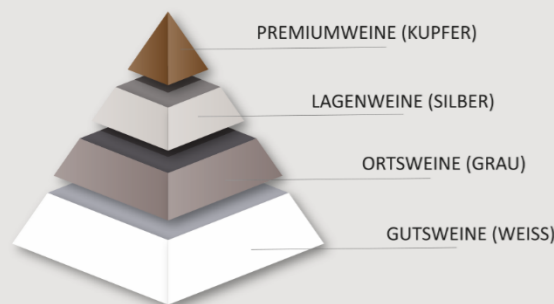 PREMIUMWEINE (KUPFER)
LAGENWEINE (SILBER)
ORTSWEINE (GRAU)
GUTSWEINE (WEISS)